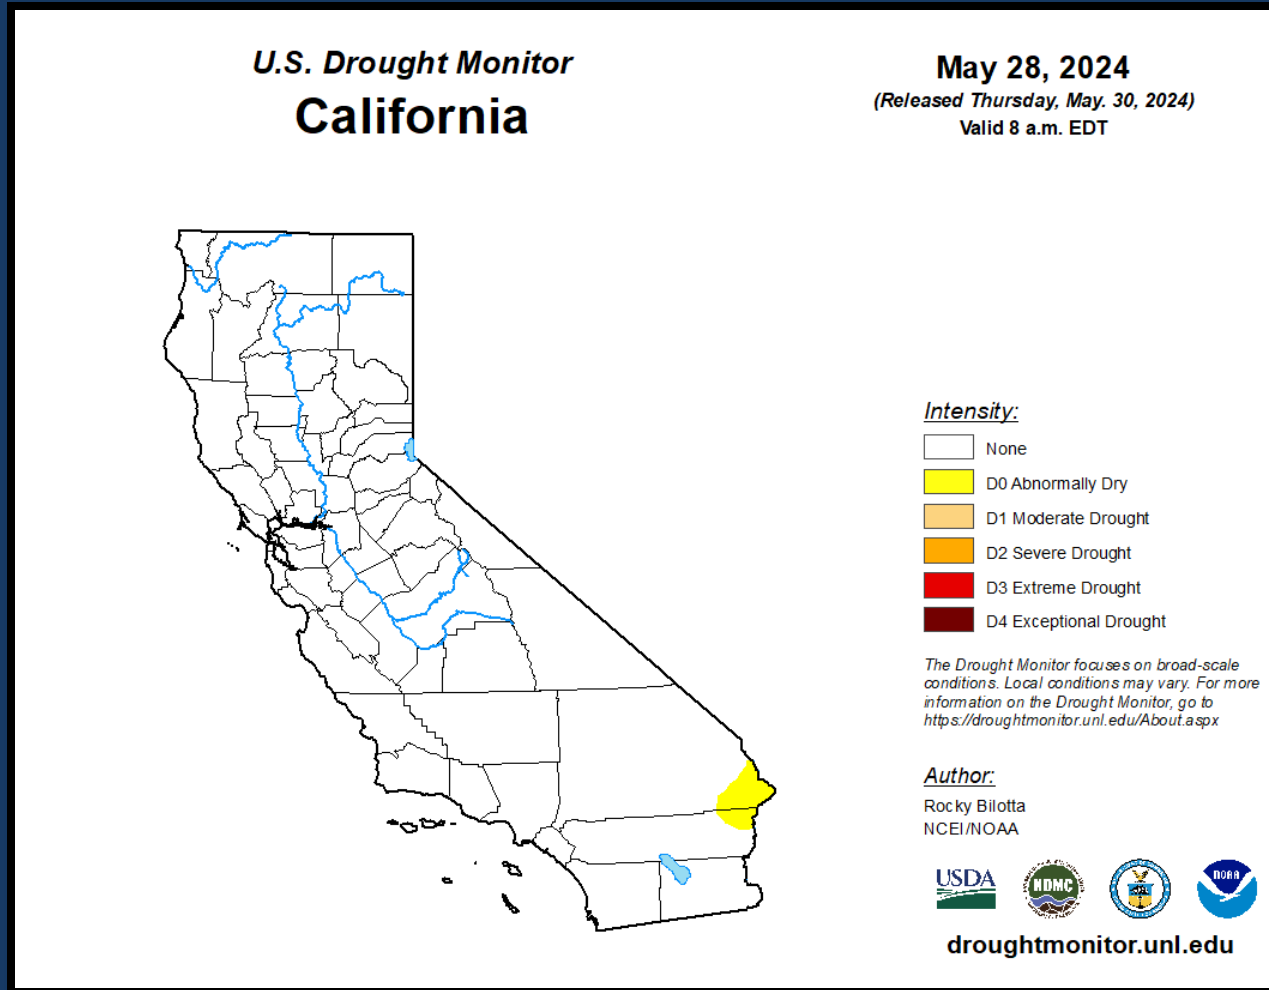 U.S. Drought Monitor
California
May 28, 2024
(Released Thursday, May. 30, 2024)
Valid 8 a.m. EDT
Intensity:
None
D0 Abnormally Dry
D1 Moderate Drought
D2 Severe Drought
D3 Extreme Drought
D4 Exceptional Drought
The Drought Monitor focuses on broad-scale
conditions. Local conditions may vary. For more
information on the Drought Monitor, go to
https://droughtmonitor.unl.edu/About.aspx
Author:
Rocky Bilotta
NCEI/NOAA
USDA
NDMC
NOAA
droughtmonitor.unl.edu